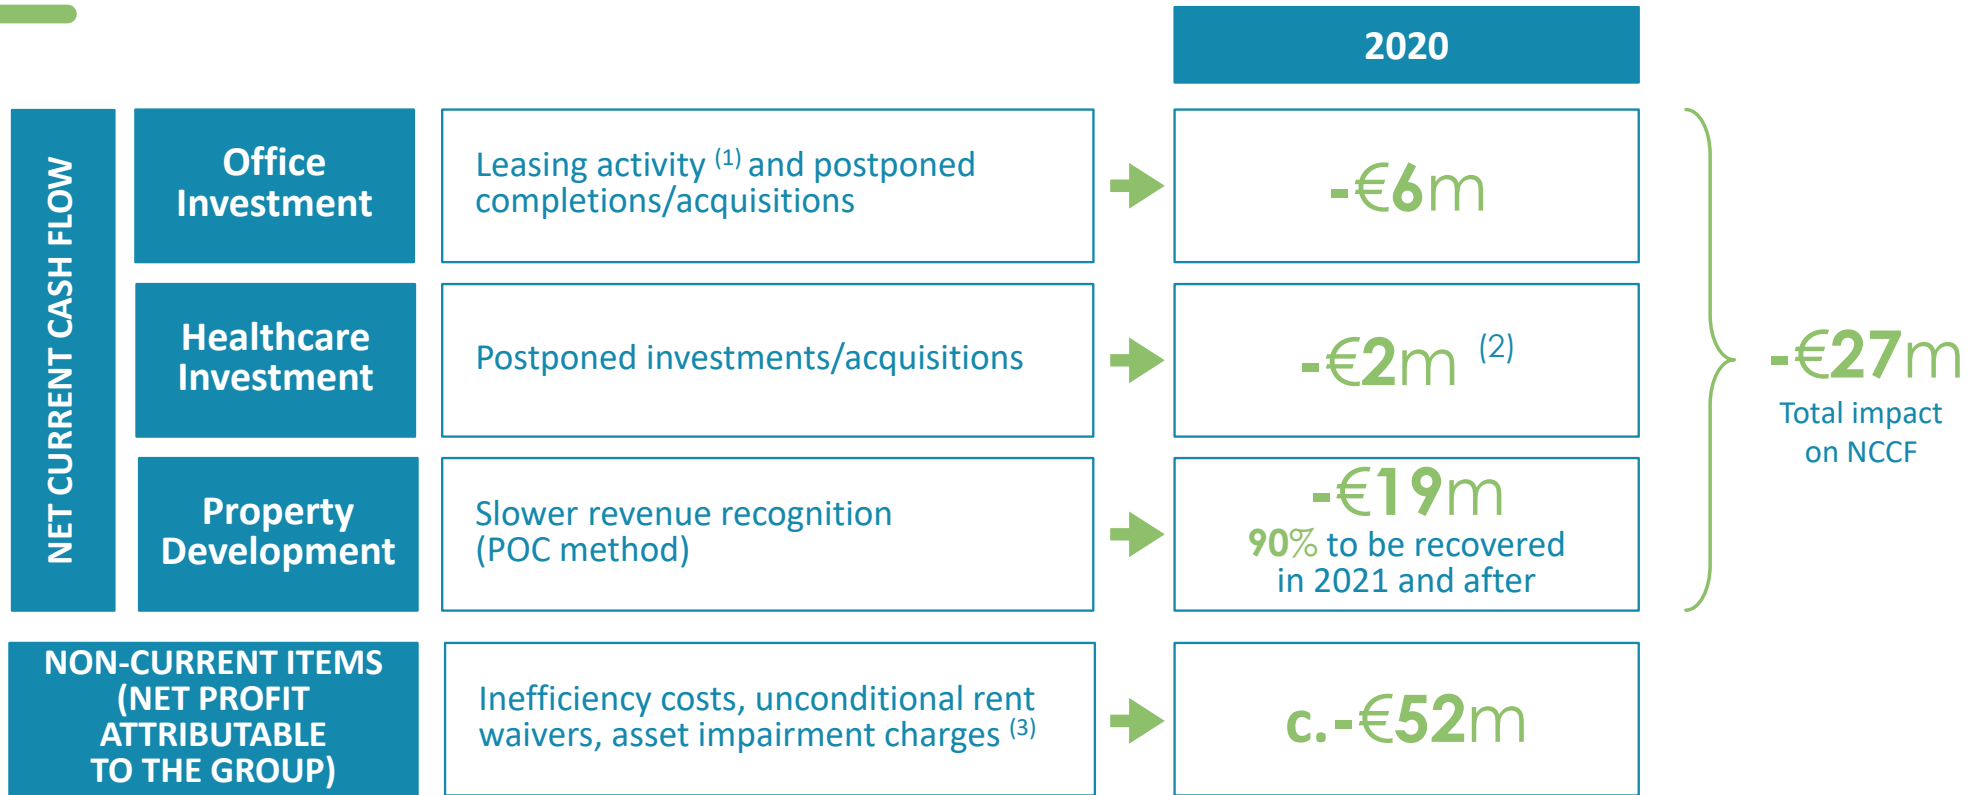 2020
NET CURRENT CASH FLOW
Office
Investment
Leasing activity (1) and postponed
completions/acquisitions
-€6m
Healthcare
Investment
Postponed investments/acquisitions
-€2m (2)
Property
Development
Slower revenue recognition
(POC method)
-€19m
90% to be recovered
in 2021 and after
-€27m
Total impact
on NCCF
NON-CURRENT ITEMS
(NET PROFIT
ATTRIBUTABLE
TO THE GROUP)
Inefficiency costs, unconditional rent
waivers, asset impairment charges (3)
c.-€52m